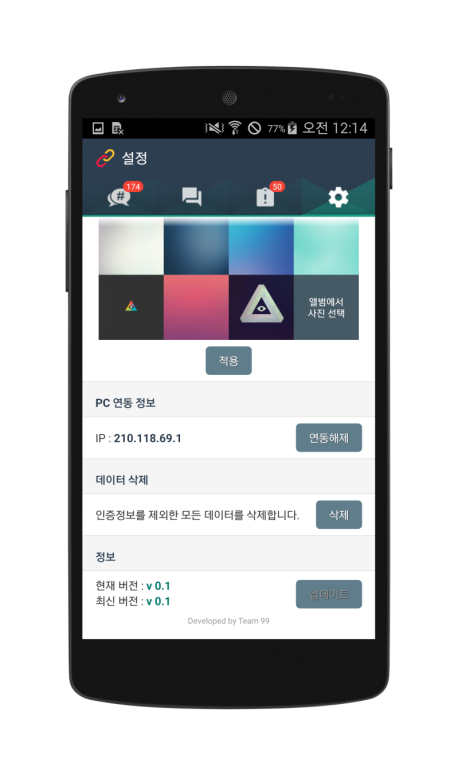 77% 오전 12:14
설정
# 174
50
앨범에서
사진 선택
적용
PC 연동 정보
IP : 210.118.69.1
연동해제
데이터 삭제
인증정보를 제외한 모든 데이터를 삭제합니다.
삭제
정보
현재 버전 : v 0.1
최신 버전 : v 0.1
업데이트
Developed by Team 99